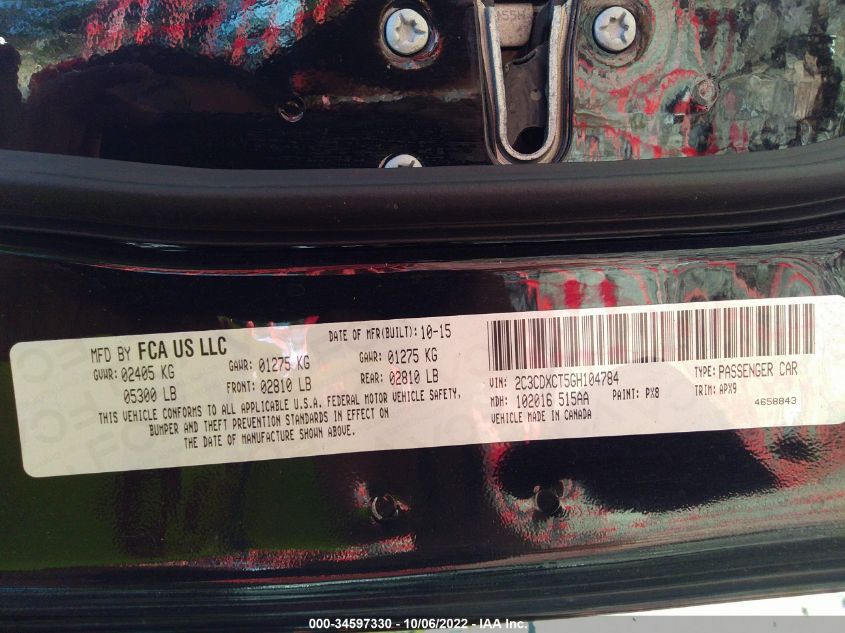 MFD BY FCA US LLC
DATE OF MFR(BUILT): 10-15
GVWR: 02405 KG
GAWR: 01275 KG
GAWR: 01275 KG
05300 LB
FRONT: 02810 LB
REAR: 02810 LB
THIS VEHICLE CONFORMS TO ALL APPLICABLE U.S.A. FEDERAL MOTOR VEHICLE SAFETY,
BUMPER AND THEFT PREVENTION STANDARDS IN EFFECT ON
THE DATE OF MANUFACTURE SHOWN ABOVE.
VIN: 2C3CDXCT5GH104784
TYPE: PASSENGER CAR
MDH: 102016 515AA
PAINT: PX8
TRIM: APX9
VEHICLE MADE IN CANADA
4658843
000-34597330 - 10/06/2022 - IAA Inc.